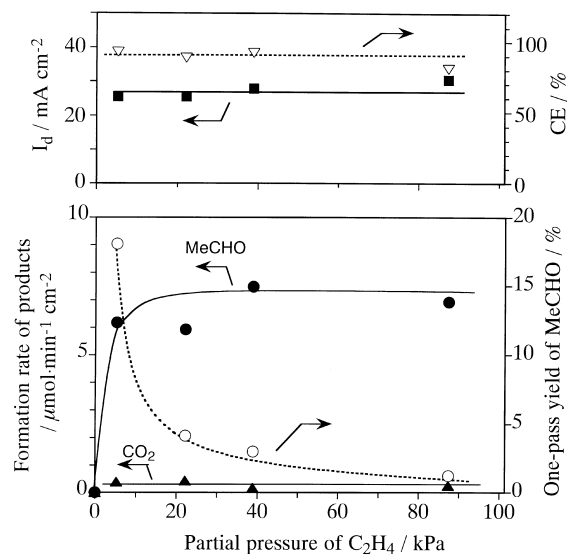 40
20
0
I_d / mA cm⁻²
100
50
0
CE / %
10
5
0
Formation rate of products
/ μmol·min⁻¹ cm⁻²
20
15
10
5
0
One-pass yield of MeCHO / %
MeCHO
CO₂
0 20 40 60 80 100
Partial pressure of C₂H₄ / kPa